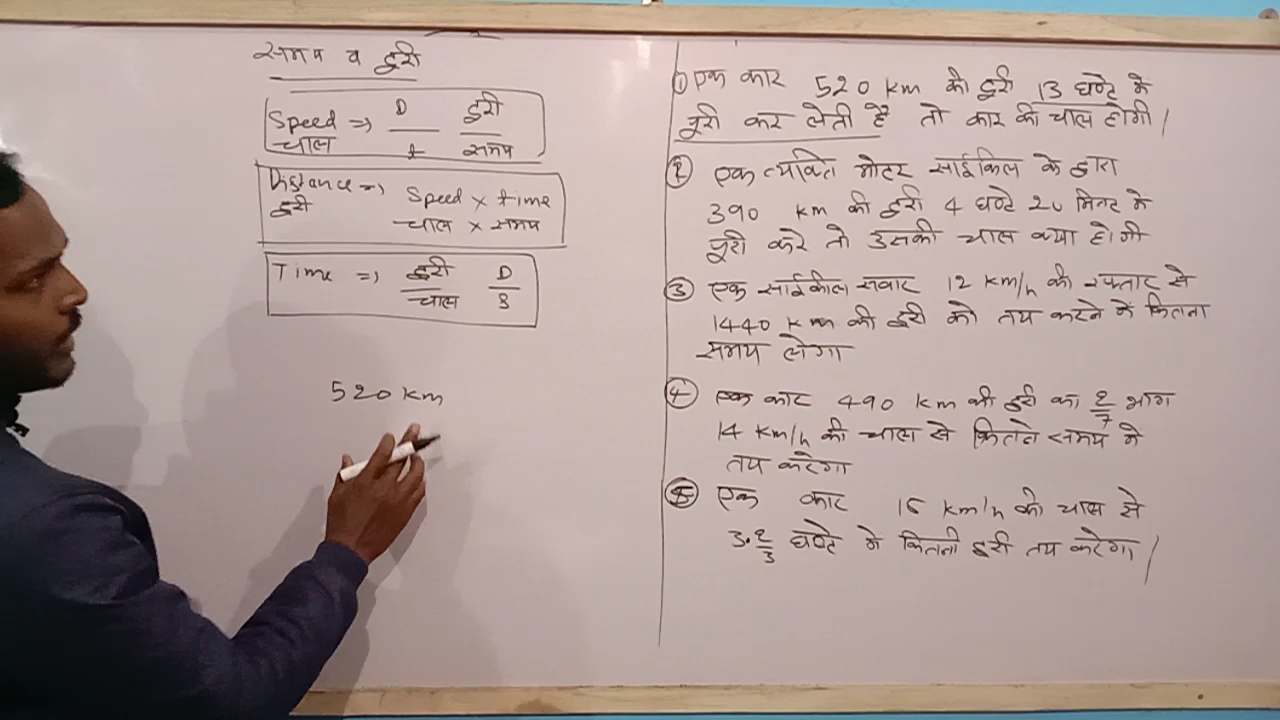 समय व दुरी
Speed => D दुरी
चाल t समय
Distance => Speed x time
दुरी चाल x समय
Time => दुरी D
चाल S
520 km
① एक कार 520 km की दुरी 13 घण्टे मे
पुरी कर लेती है तो कार की चाल होगी।
② एक व्यक्ति मोटर साईकिल के द्वारा
390 km की दुरी 4 घण्टे 20 मिनट मे
पुरी करे तो उसकी चाल क्या होगी
③ एक साईकील सवार 12 km/h की रफ्तार से
1440 km की दुरी को तय करने में कितना
समय लेगा
④ एक कार 490 km की दुरी का 2/7 भाग
14 km/h की चाल से कितने समय मे
तय करेगा
⑤ एक कार 15 km/h की चाल से
3.2/3 घण्टे मे कितनी दुरी तय करेगा।